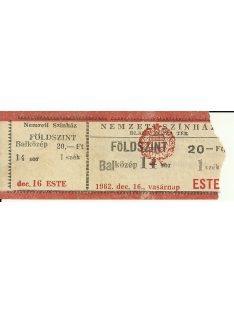 Nemzeti Színház
FÖLDSZINT
Balközép 20,—Ft
14 sor 1 szék
dec. 16 ESTE
NEMZETI SZÍNHÁZ
TÉR
FÖLDSZINT 20—Ft
Balközép 14 sor 1 szék
1962. dec. 16., vasárnap
ESTE